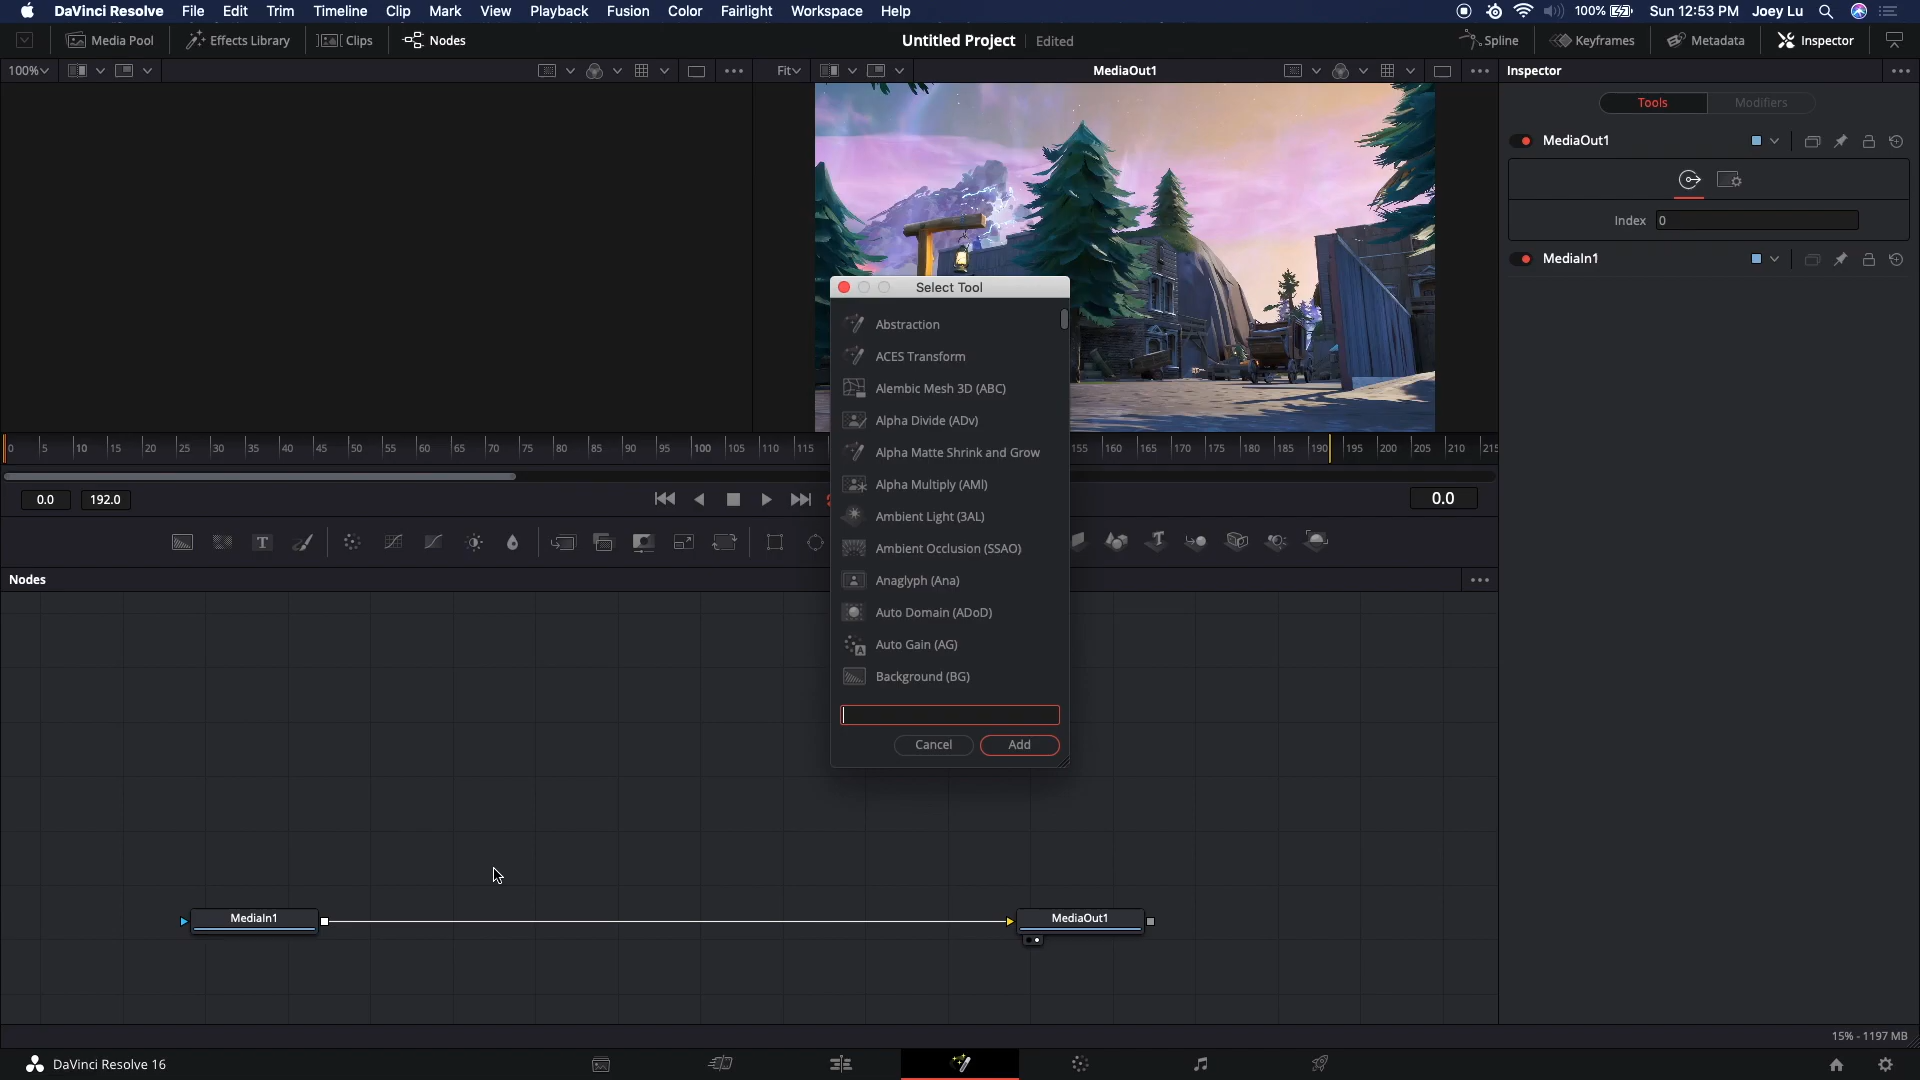 DaVinci Resolve File Edit Trim Timeline Clip Mark View Playback Fusion Color Fairlight Workspace Help 100% Sun 12:53 PM Joey Lu
Media Pool Effects Library Clips Nodes Untitled Project Edited Spline Keyframes Metadata Inspector
100% Fit MediaOut1 Inspector
Tools Modifiers
MediaOut1
Index 0
MediaIn1
Select Tool
Abstraction
ACES Transform
Alembic Mesh 3D (ABC)
Alpha Divide (ADv)
Alpha Matte Shrink and Grow
Alpha Multiply (AMl)
Ambient Light (3AL)
Ambient Occlusion (SSAO)
Anaglyph (Ana)
Auto Domain (ADoD)
Auto Gain (AG)
Background (BG)
Cancel Add
0 5 10 15 20 25 30 35 40 45 50 55 60 65 70 75 80 85 90 95 100 105 110 115 155 160 165 170 175 180 185 190 195 200 205 210 215
0.0 192.0 0.0
Nodes
MediaIn1 MediaOut1
15% - 1197 MB
DaVinci Resolve 16